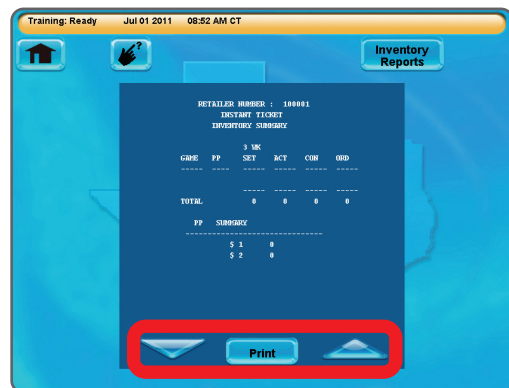 Training: Ready Jul 01 2011 08:52 AM CT
?
Inventory
Reports
RETAILER NUMBER : 100001
INSTANT TICKET
INVENTORY SUMMARY
3 WK
GAME PP SET ACT CON ORD
----- ---- ----- ----- ----- -----
----- ----- ----- -----
TOTAL 0 0 0 0
PP SUMMARY
------------------------------
$ 1 0
$ 2 0
Print